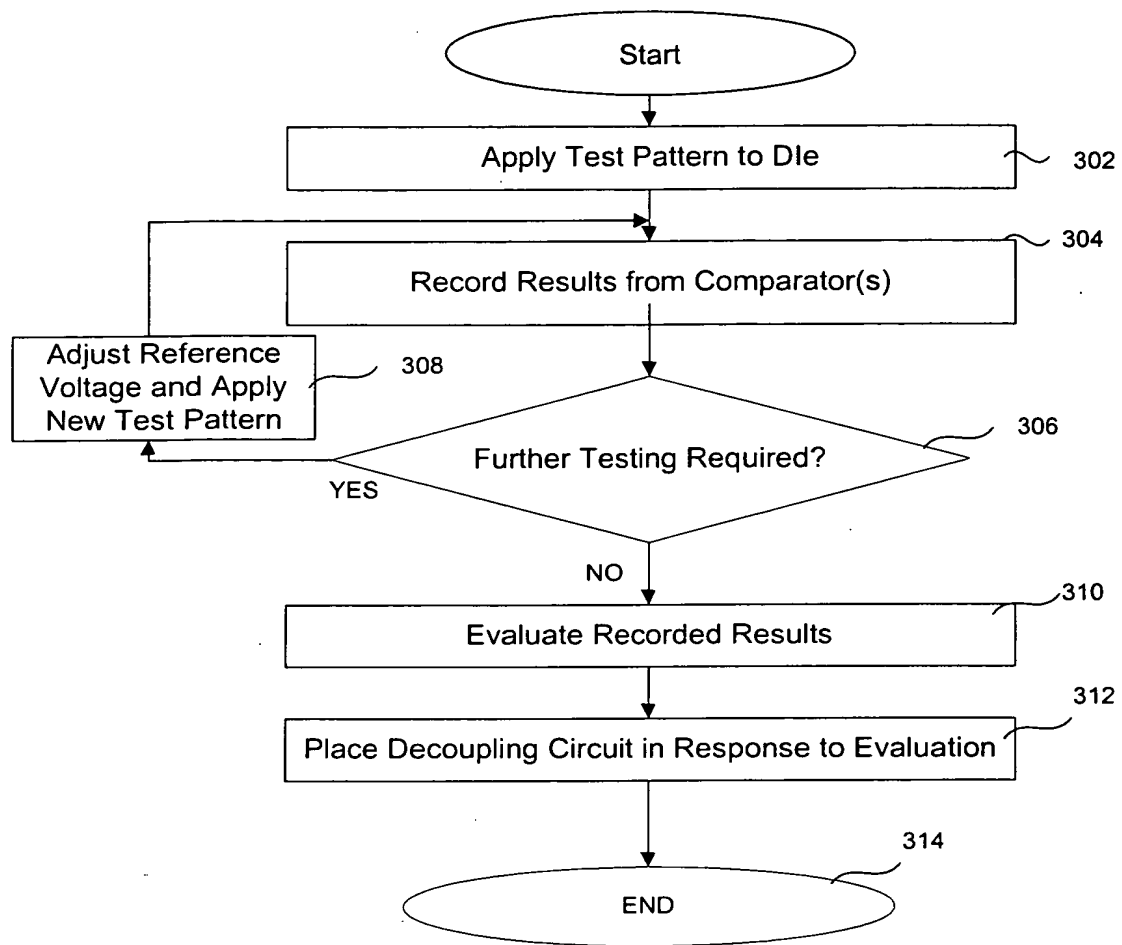 Start
Apply Test Pattern to DIe
302
304
Record Results from Comparator(s)
Adjust Reference
Voltage and Apply
New Test Pattern
308
306
Further Testing Required?
YES
NO
310
Evaluate Recorded Results
312
Place Decoupling Circuit in Response to Evaluation
314
END